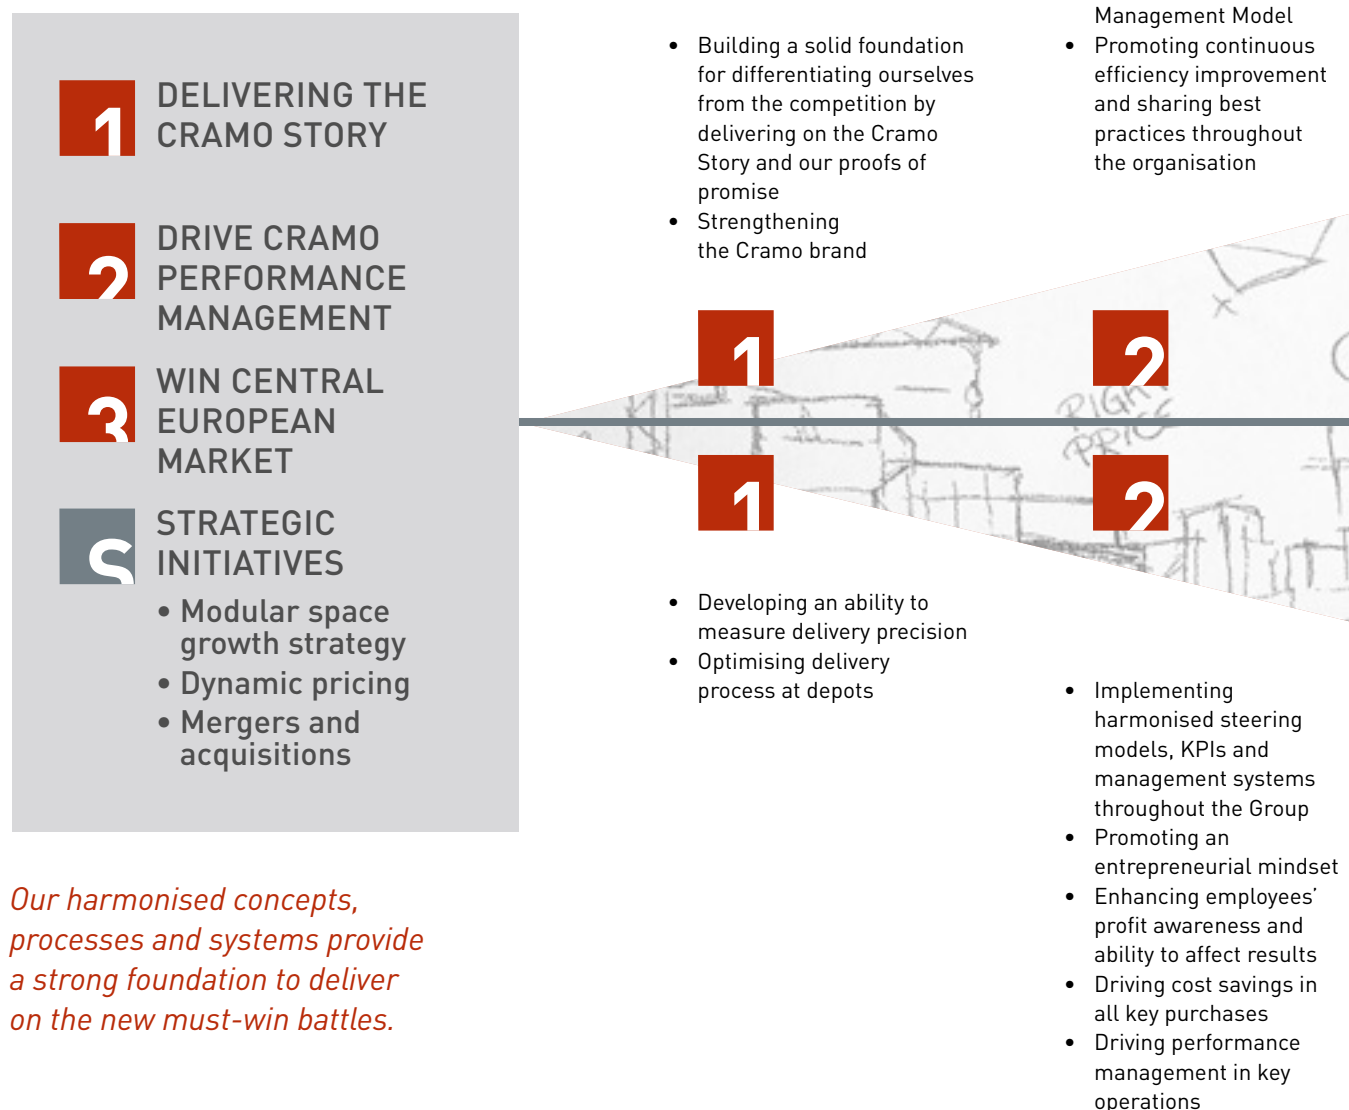 1
DELIVERING THE
CRAMO STORY
2
DRIVE CRAMO
PERFORMANCE
MANAGEMENT
3
WIN CENTRAL
EUROPEAN
MARKET
S
STRATEGIC
INITIATIVES
• Modular space
growth strategy
• Dynamic pricing
• Mergers and
acquisitions
Our harmonised concepts,
processes and systems provide
a strong foundation to deliver
on the new must-win battles.
• Building a solid foundation
for differentiating ourselves
from the competition by
delivering on the Cramo
Story and our proofs of
promise
• Strengthening
the Cramo brand
1
1
• Developing an ability to
measure delivery precision
• Optimising delivery
process at depots
Management Model
• Promoting continuous
efficiency improvement
and sharing best
practices throughout
the organisation
2
RIGHT
PRICE
2
• Implementing
harmonised steering
models, KPIs and
management systems
throughout the Group
• Promoting an
entrepreneurial mindset
• Enhancing employees’
profit awareness and
ability to affect results
• Driving cost savings in
all key purchases
• Driving performance
management in key
operations